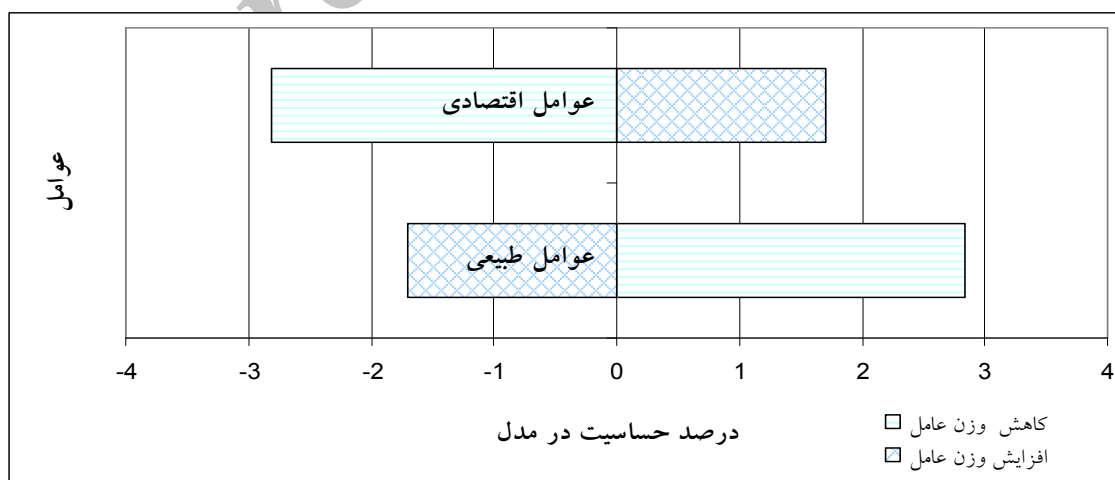 عوامل اقتصادی
عوامل
عوامل طبیعی
-4 -3 -2 -1 0 1 2 3 4
درصد حساسیت در مدل
کاهش وزن عامل
افزایش وزن عامل